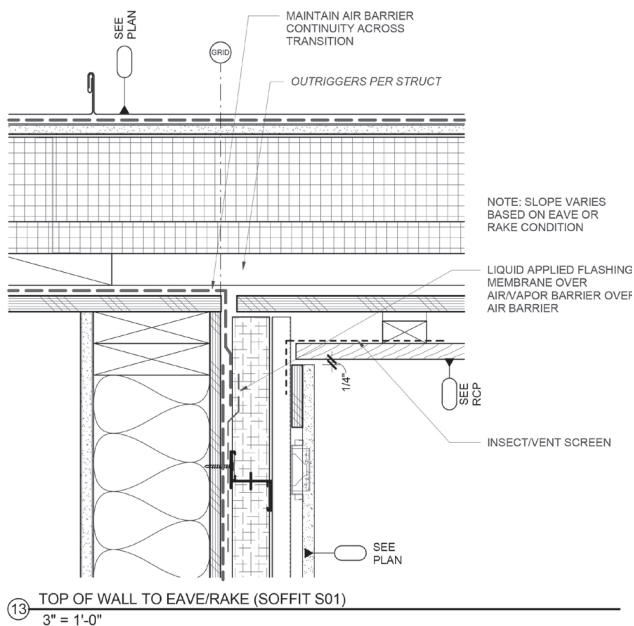 SEE
PLAN
GRID
MAINTAIN AIR BARRIER
CONTINUITY ACROSS
TRANSITION
OUTRIGGERS PER STRUCT
NOTE: SLOPE VARIES
BASED ON EAVE OR
RAKE CONDITION
LIQUID APPLIED FLASHING
MEMBRANE OVER
AIR/VAPOR BARRIER OVER
AIR BARRIER
1/4"
SEE
RCP
INSECT/VENT SCREEN
SEE
PLAN
13
TOP OF WALL TO EAVE/RAKE (SOFFIT S01)
3" = 1'-0"